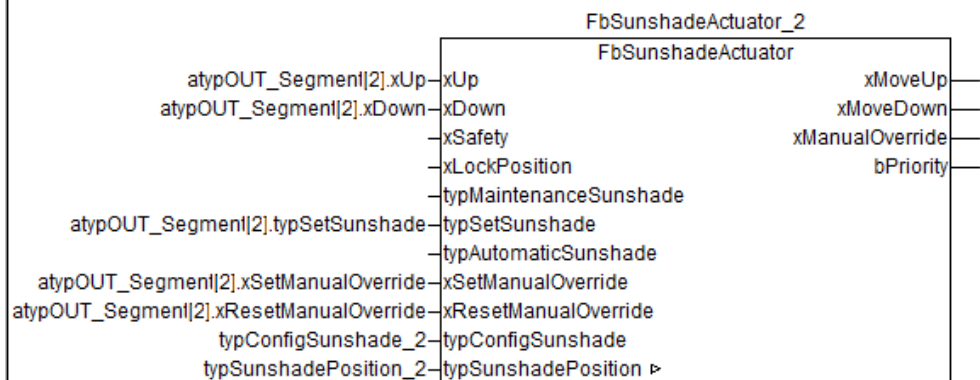 FbSunshadeActuator_2
FbSunshadeActuator
atypOUT_Segment[2].xUp xUp xMoveUp
atypOUT_Segment[2].xDown xDown xMoveDown
xSafety xManualOverride
xLockPosition bPriority
typMaintenanceSunshade
atypOUT_Segment[2].typSetSunshade typSetSunshade
typAutomaticSunshade
atypOUT_Segment[2].xSetManualOverride xSetManualOverride
atypOUT_Segment[2].xResetManualOverride xResetManualOverride
typConfigSunshade_2 typConfigSunshade
typSunshadePosition_2 typSunshadePosition ▹